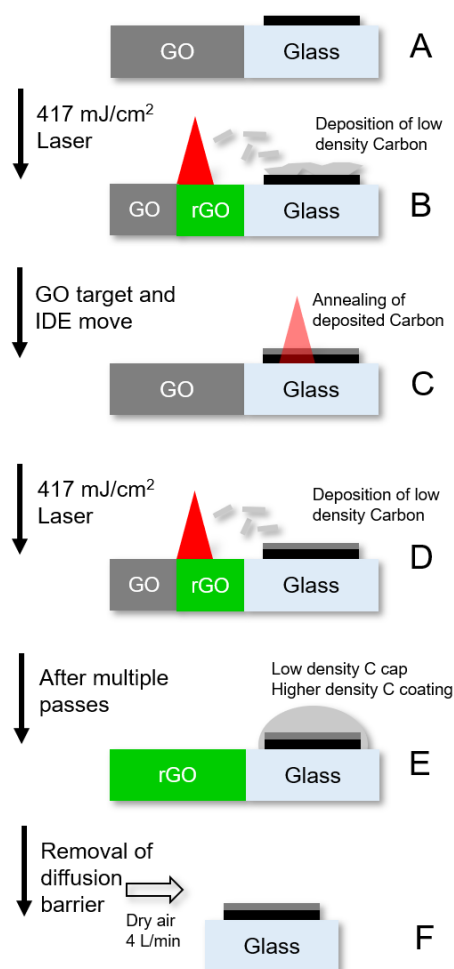 GO Glass A
417 mJ/cm²
Laser
Deposition of low
density Carbon
GO rGO Glass B
GO target and
IDE move
Annealing of
deposited Carbon
GO Glass C
417 mJ/cm²
Laser
Deposition of low
density Carbon
GO rGO Glass D
After multiple
passes
Low density C cap
Higher density C coating
rGO Glass E
Removal of
diffusion
barrier
Dry air
4 L/min
Glass F